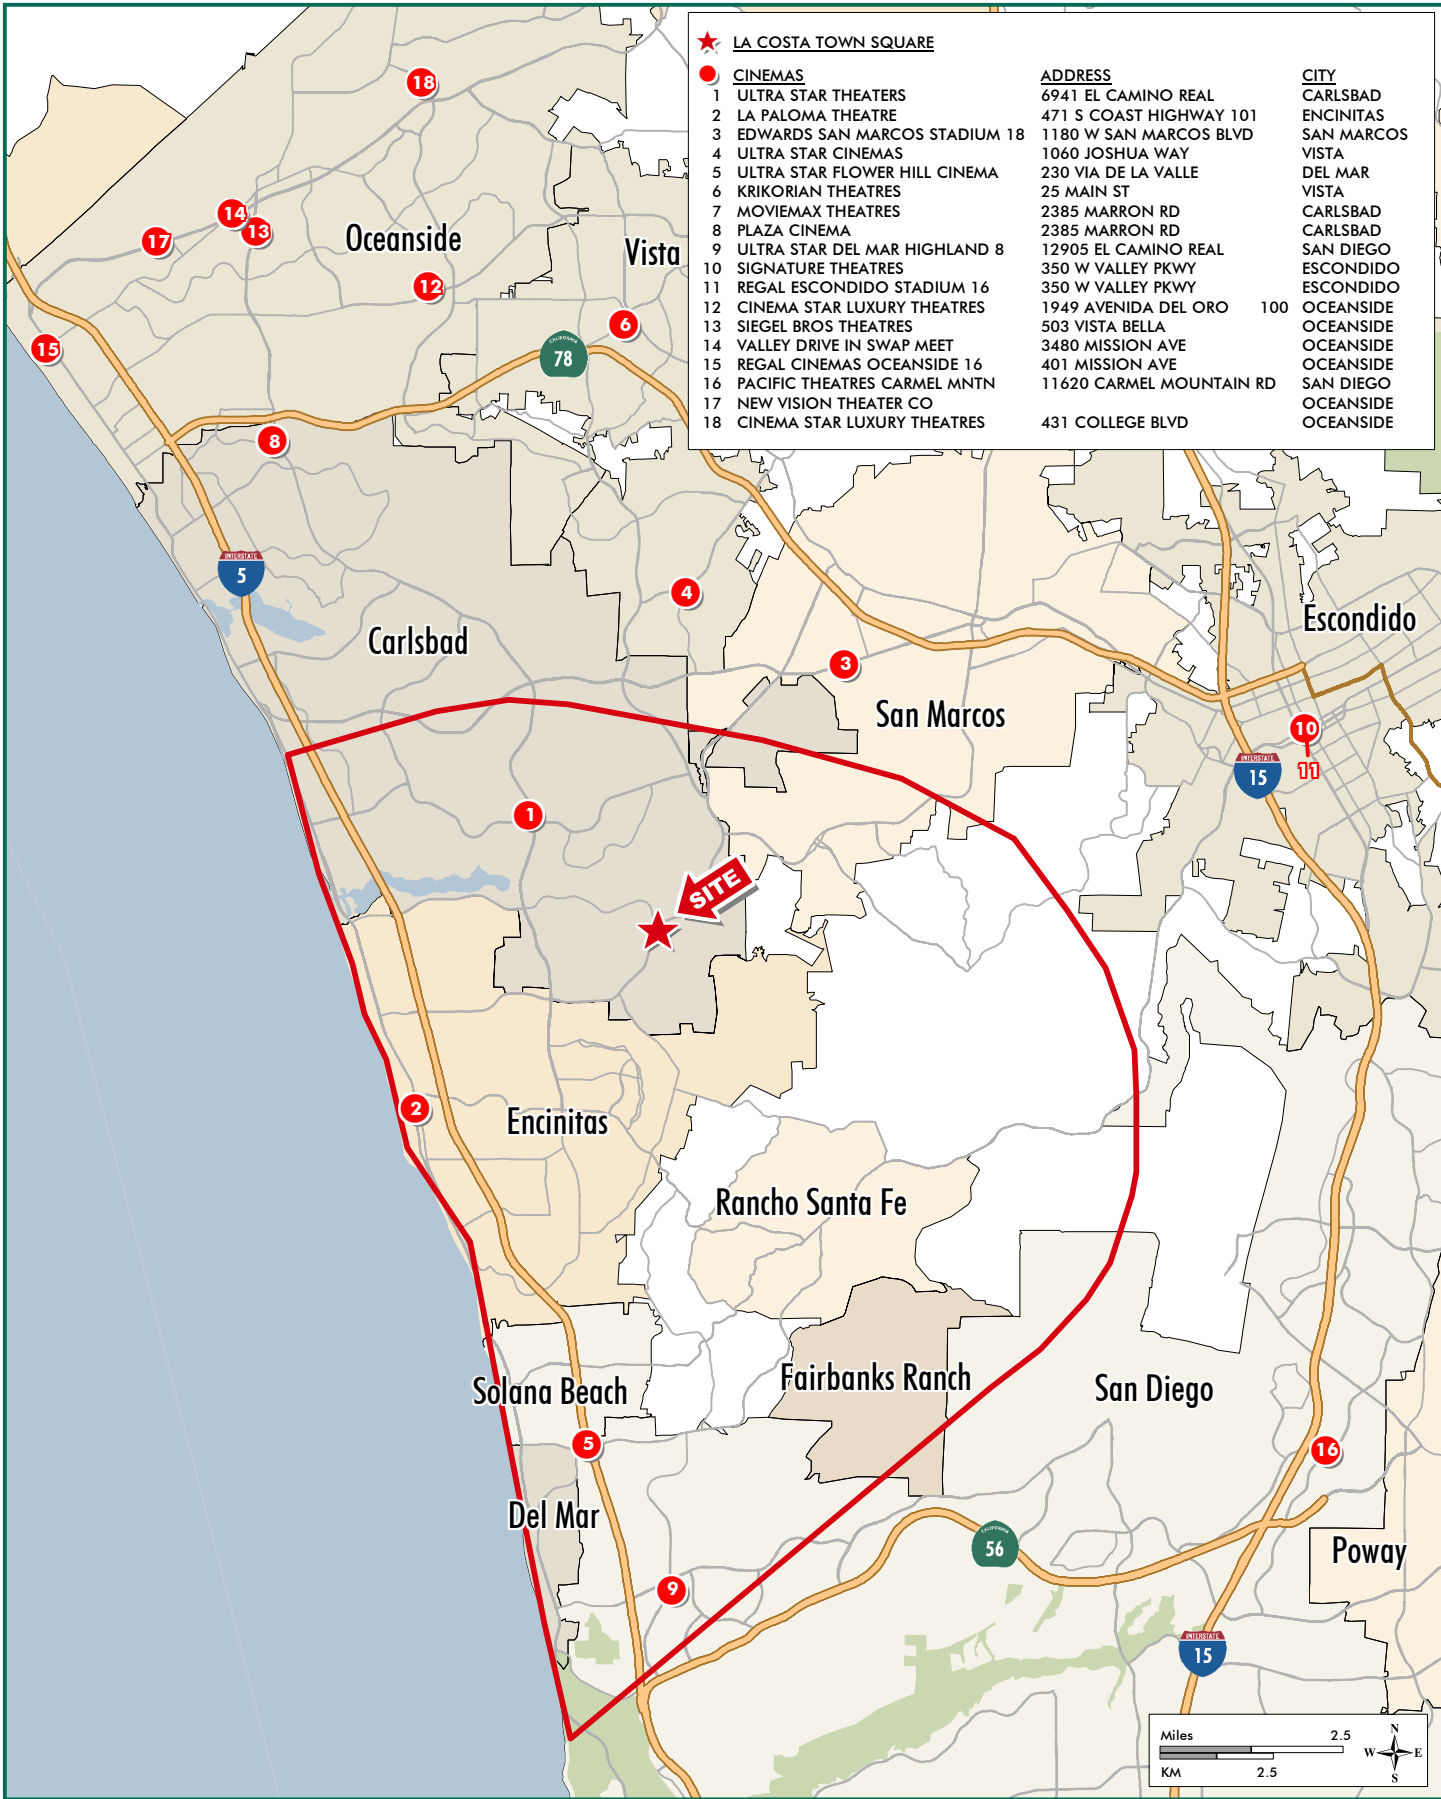 LA COSTA TOWN SQUARE
CINEMAS ADDRESS CITY
1 ULTRA STAR THEATERS 6941 EL CAMINO REAL CARLSBAD
2 LA PALOMA THEATRE 471 S COAST HIGHWAY 101 ENCINITAS
3 EDWARDS SAN MARCOS STADIUM 18 1180 W SAN MARCOS BLVD SAN MARCOS
4 ULTRA STAR CINEMAS 1060 JOSHUA WAY VISTA
5 ULTRA STAR FLOWER HILL CINEMA 230 VIA DE LA VALLE DEL MAR
6 KRIKORIAN THEATRES 25 MAIN ST VISTA
7 MOVIEMAX THEATRES 2385 MARRON RD CARLSBAD
8 PLAZA CINEMA 2385 MARRON RD CARLSBAD
9 ULTRA STAR DEL MAR HIGHLAND 8 12905 EL CAMINO REAL SAN DIEGO
10 SIGNATURE THEATRES 350 W VALLEY PKWY ESCONDIDO
11 REGAL ESCONDIDO STADIUM 16 350 W VALLEY PKWY ESCONDIDO
12 CINEMA STAR LUXURY THEATRES 1949 AVENIDA DEL ORO 100 OCEANSIDE
13 SIEGEL BROS THEATRES 503 VISTA BELLA OCEANSIDE
14 VALLEY DRIVE IN SWAP MEET 3480 MISSION AVE OCEANSIDE
15 REGAL CINEMAS OCEANSIDE 16 401 MISSION AVE OCEANSIDE
16 PACIFIC THEATRES CARMEL MNTN 11620 CARMEL MOUNTAIN RD SAN DIEGO
17 NEW VISION THEATER CO OCEANSIDE
18 CINEMA STAR LUXURY THEATRES 431 COLLEGE BLVD OCEANSIDE
18
14
13
17
Oceanside
Vista
12
6
15
CALIFORNIA
78
8
INTERSTATE
5
4
Escondido
Carlsbad
3
San Marcos
10
11
INTERSTATE
15
1
SITE
2
Encinitas
Rancho Santa Fe
Fairbanks Ranch
Solana Beach
San Diego
5
16
Del Mar
CALIFORNIA
56
Poway
9
INTERSTATE
15
Miles 2.5
KM 2.5
N
W E
S